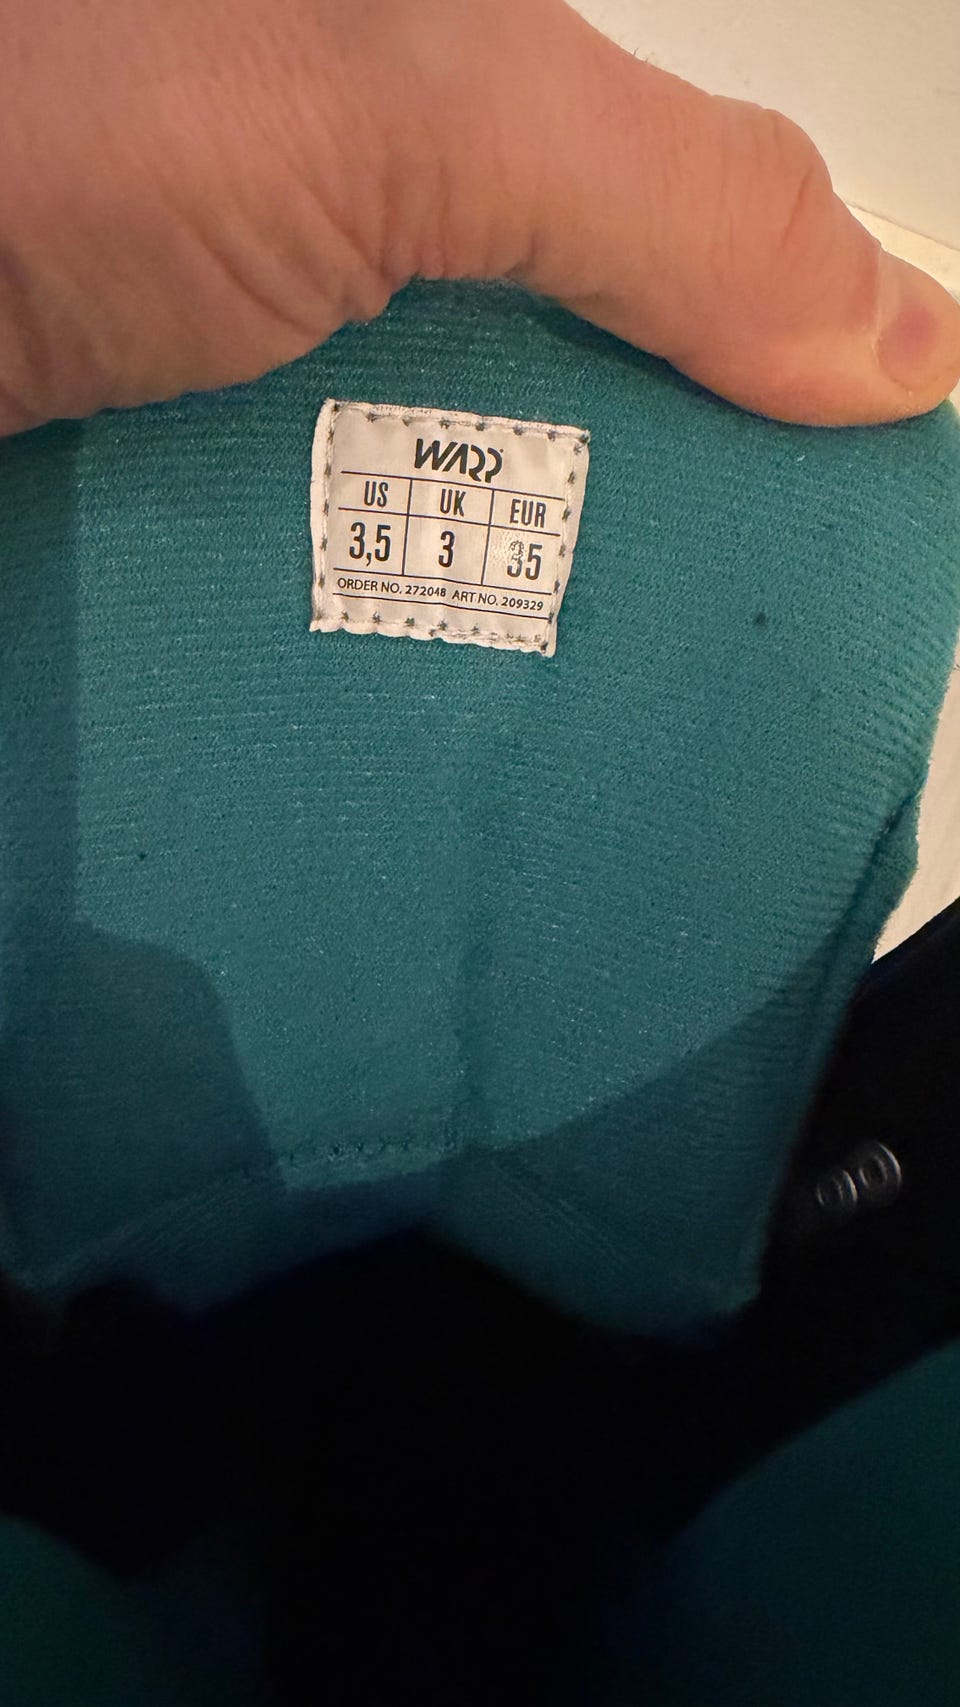 WARP
US UK EUR
3,5 3 35
ORDER NO. 272048 ART NO. 209329